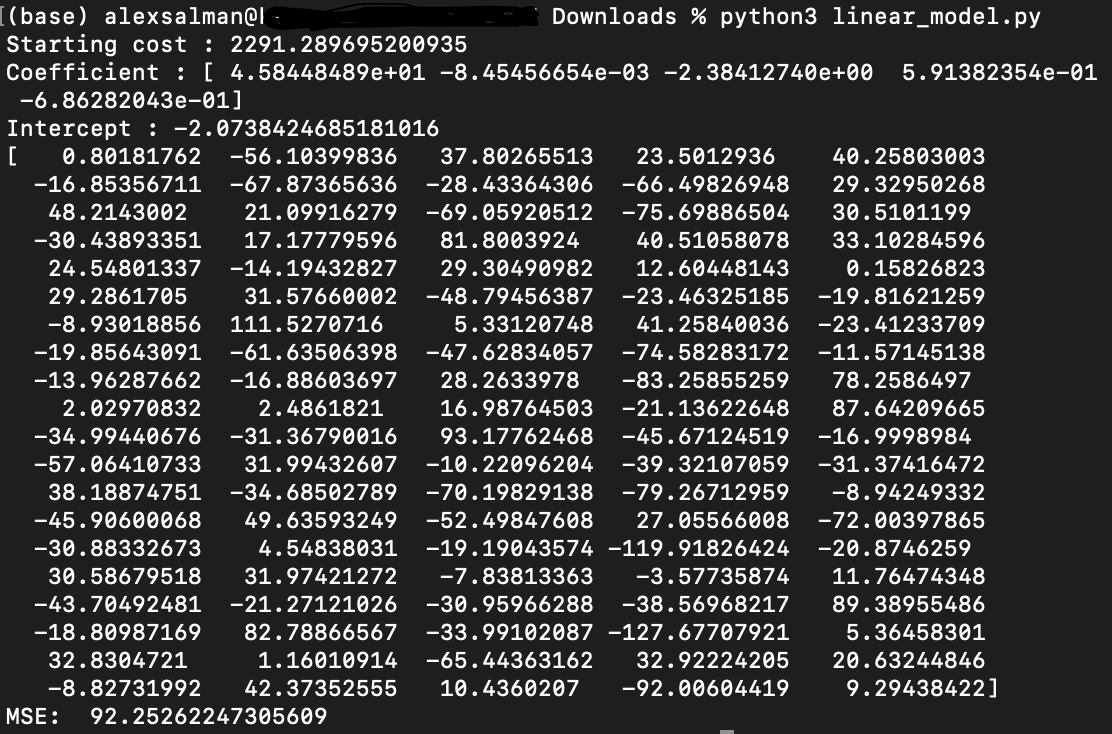 (base) alexsalman@ Downloads % python3 linear_model.py
Starting cost : 2291.289695200935
Coefficient : [ 4.58448489e+01 -8.45456654e-03 -2.38412740e+00  5.91382354e-01
 -6.86282043e-01]
Intercept : -2.0738424685181016
[   0.80181762  -56.10399836   37.80265513   23.5012936    40.25803003
  -16.85356711  -67.87365636  -28.43364306  -66.49826948   29.32950268
   48.2143002    21.09916279  -69.05920512  -75.69886504   30.5101199
  -30.43893351   17.17779596   81.8003924    40.51058078   33.10284596
   24.54801337  -14.19432827   29.30490982   12.60448143    0.15826823
   29.2861705    31.57660002  -48.79456387  -23.46325185  -19.81621259
   -8.93018856  111.5270716     5.33120748   41.25840036  -23.41233709
  -19.85643091  -61.63506398  -47.62834057  -74.58283172  -11.57145138
  -13.96287662  -16.88603697   28.2633978   -83.25855259   78.2586497
    2.02970832    2.4861821    16.98764503  -21.13622648   87.64209665
  -34.99440676  -31.36790016   93.17762468  -45.67124519  -16.9998984
  -57.06410733   31.99432607  -10.22096204  -39.32107059  -31.37416472
   38.18874751  -34.68502789  -70.19829138  -79.26712959   -8.94249332
  -45.90600068   49.63593249  -52.49847608   27.05566008  -72.00397865
  -30.88332673    4.54838031  -19.19043574 -119.91826424  -20.8746259
   30.58679518   31.97421272   -7.83813363   -3.57735874   11.76474348
  -43.70492481  -21.27121026  -30.95966288  -38.56968217   89.38955486
  -18.80987169   82.78866567  -33.99102087 -127.67707921    5.36458301
   32.8304721     1.16010914  -65.44363162   32.92224205   20.63244846
   -8.82731992   42.37352555   10.4360207   -92.00604419    9.29438422]
MSE:  92.25262247305609